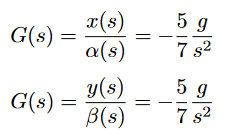 G(s) = x(s)/α(s) = −5/7 g/s²
G(s) = y(s)/β(s) = −5/7 g/s²